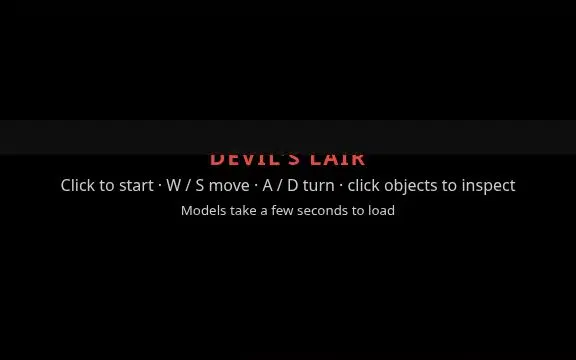 DEVIL'S LAIR
Click to start · W / S move · A / D turn · click objects to inspect
Models take a few seconds to load